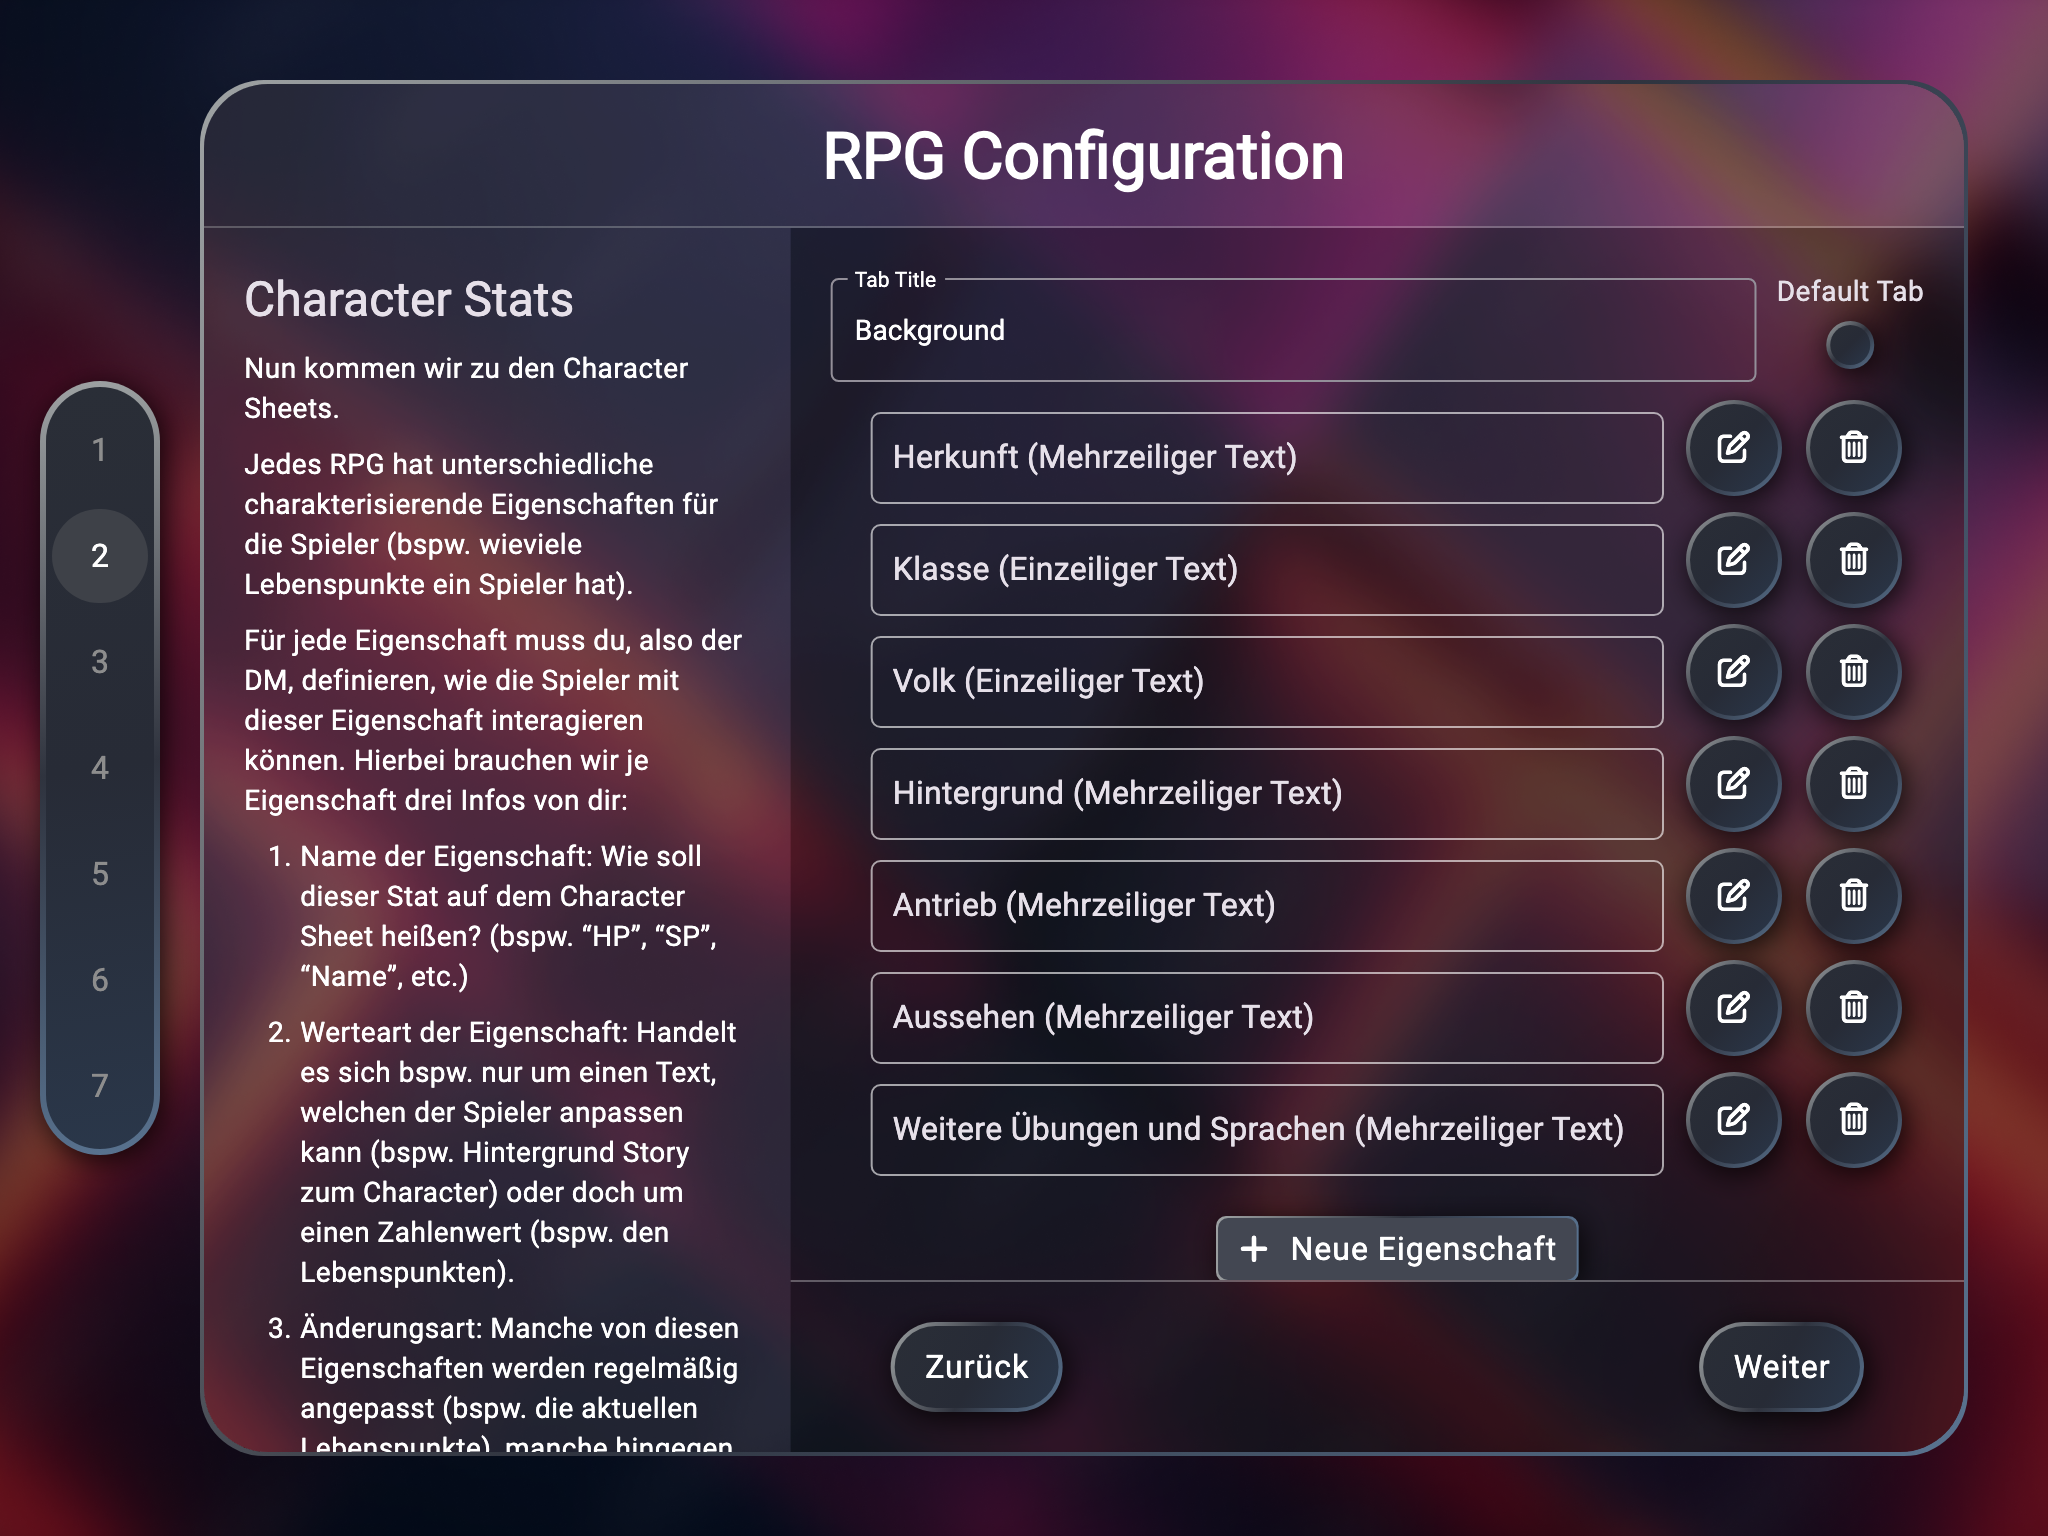 RPG Configuration
1
2
3
4
5
6
7
Character Stats
Nun kommen wir zu den Character
Sheets.
Jedes RPG hat unterschiedliche
charakterisierende Eigenschaften für
die Spieler (bspw. wieviele
Lebenspunkte ein Spieler hat).
Für jede Eigenschaft muss du, also der
DM, definieren, wie die Spieler mit
dieser Eigenschaft interagieren
können. Hierbei brauchen wir je
Eigenschaft drei Infos von dir:
1. Name der Eigenschaft: Wie soll
dieser Stat auf dem Character
Sheet heißen? (bspw. “HP”, “SP”,
“Name”, etc.)
2. Werteart der Eigenschaft: Handelt
es sich bspw. nur um einen Text,
welchen der Spieler anpassen
kann (bspw. Hintergrund Story
zum Character) oder doch um
einen Zahlenwert (bspw. den
Lebenspunkten).
3. Änderungsart: Manche von diesen
Eigenschaften werden regelmäßig
angepasst (bspw. die aktuellen
Lebenspunkte), manche hingegen
Tab Title
Background
Default Tab
Herkunft (Mehrzeiliger Text)
Klasse (Einzeiliger Text)
Volk (Einzeiliger Text)
Hintergrund (Mehrzeiliger Text)
Antrieb (Mehrzeiliger Text)
Aussehen (Mehrzeiliger Text)
Weitere Übungen und Sprachen (Mehrzeiliger Text)
+ Neue Eigenschaft
Zurück
Weiter